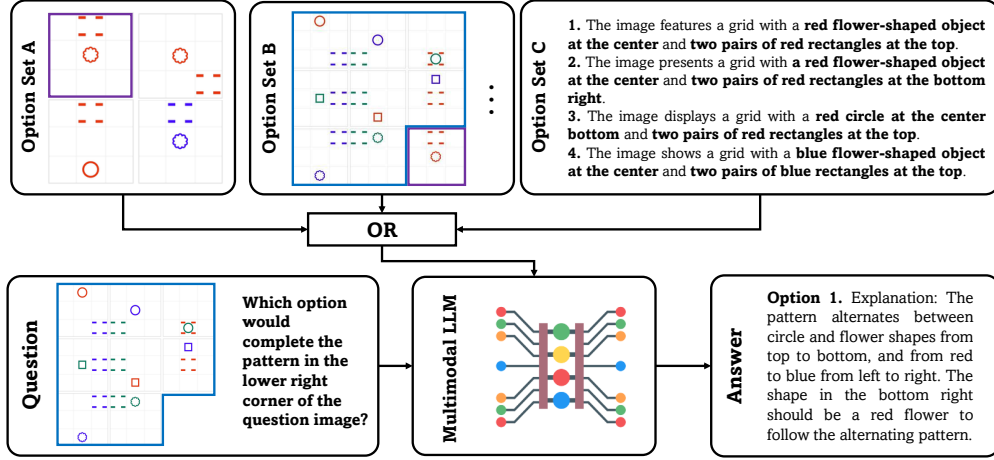 Option Set A
Option Set B
Option Set C
1. The image features a grid with a red flower-shaped object
at the center and two pairs of red rectangles at the top.
2. The image presents a grid with a red flower-shaped
object at the center and two pairs of red rectangles at the bottom
right.
3. The image displays a grid with a red circle at the center
bottom and two pairs of red rectangles at the top.
4. The image shows a grid with a blue flower-shaped object
at the center and two pairs of blue rectangles at the top.
OR
Question
Which option
would
complete the
pattern in the
lower right
corner of the
question image?
Multimodal LLM
Answer
Option 1. Explanation: The
pattern alternates between
circle and flower shapes from
top to bottom, and from red
to blue from left to right. The
shape in the bottom right
should be a red flower to
follow the alternating pattern.